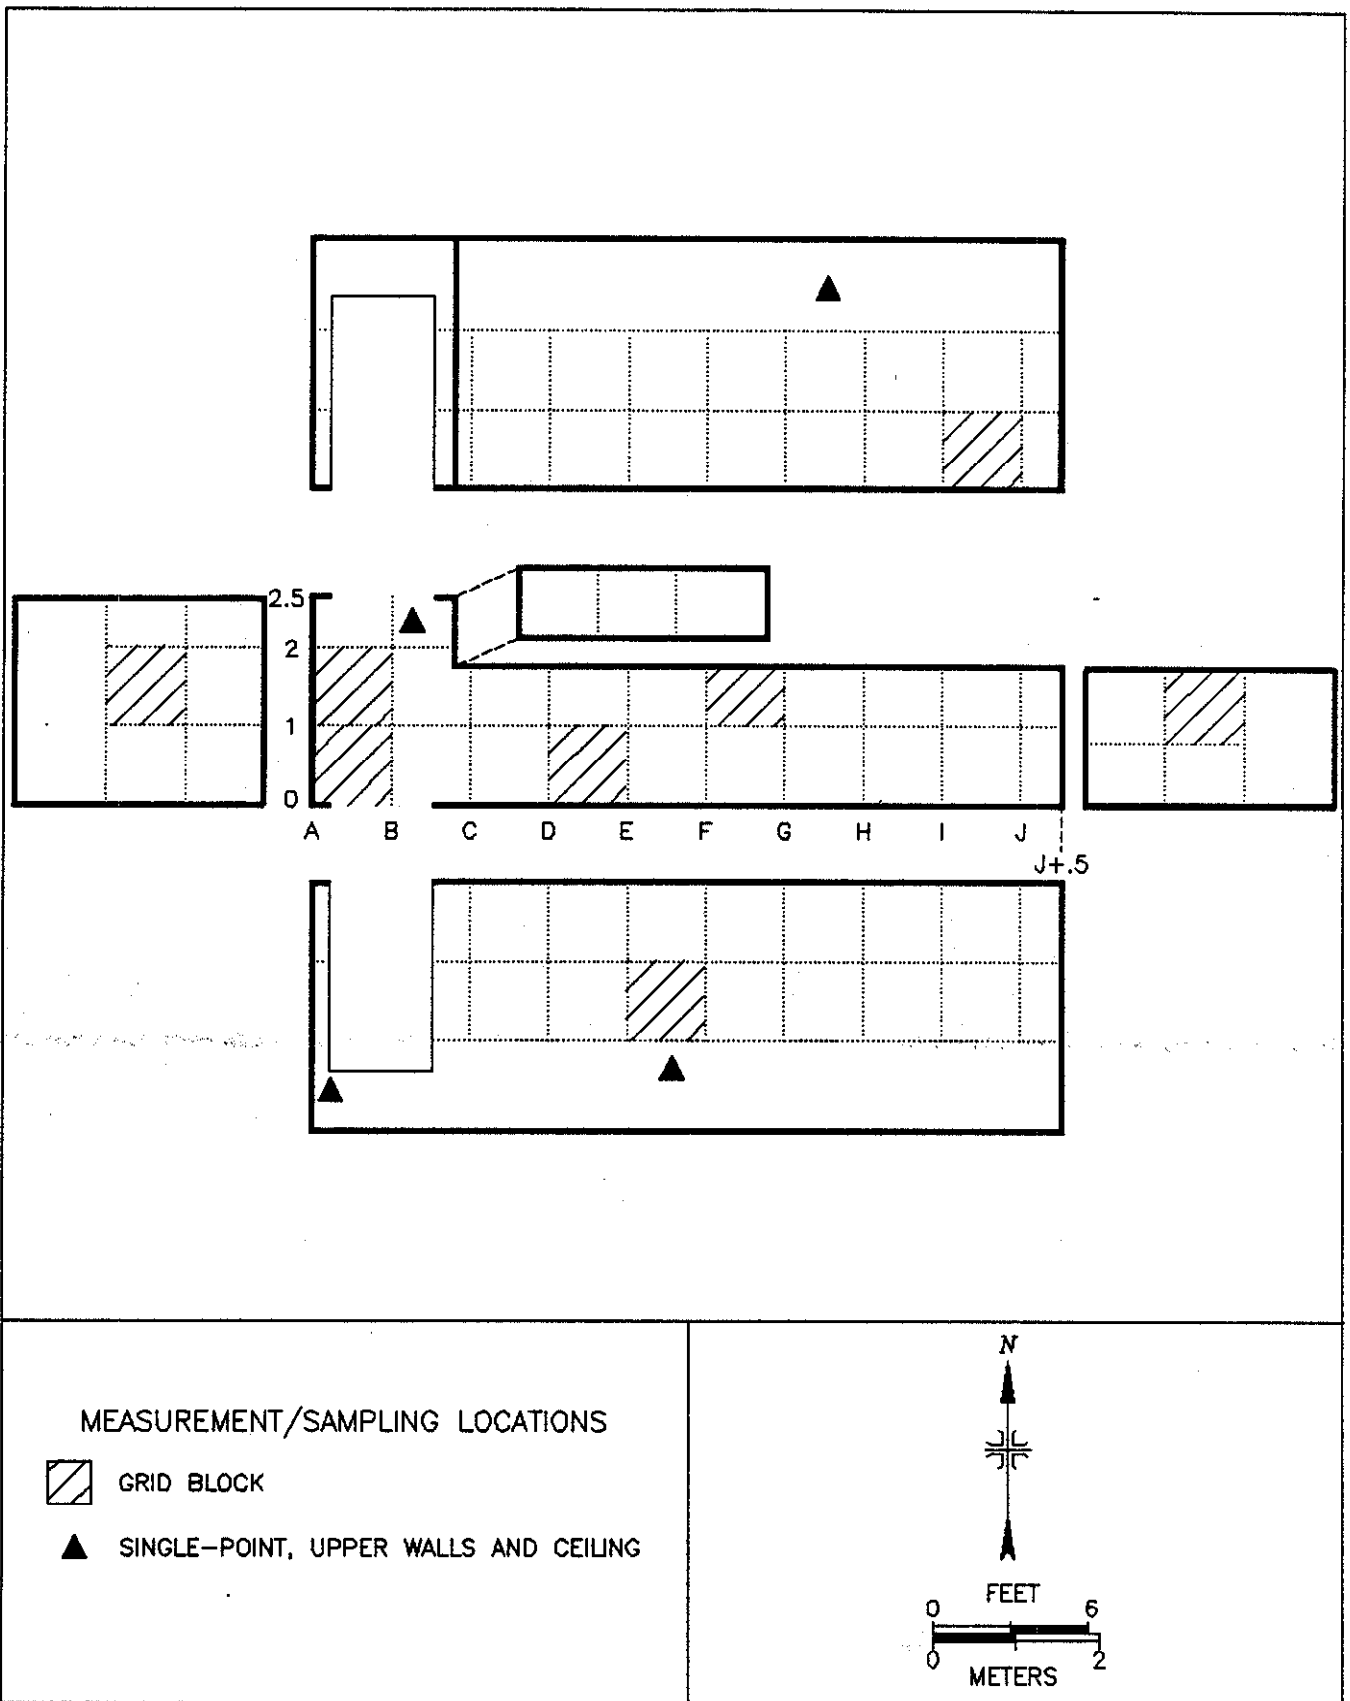 2.5
2
1
0
A B C D E F G H I J
J+.5
MEASUREMENT/SAMPLING LOCATIONS
GRID BLOCK
SINGLE-POINT, UPPER WALLS AND CEILING
N
FEET
0 6
0 2
METERS